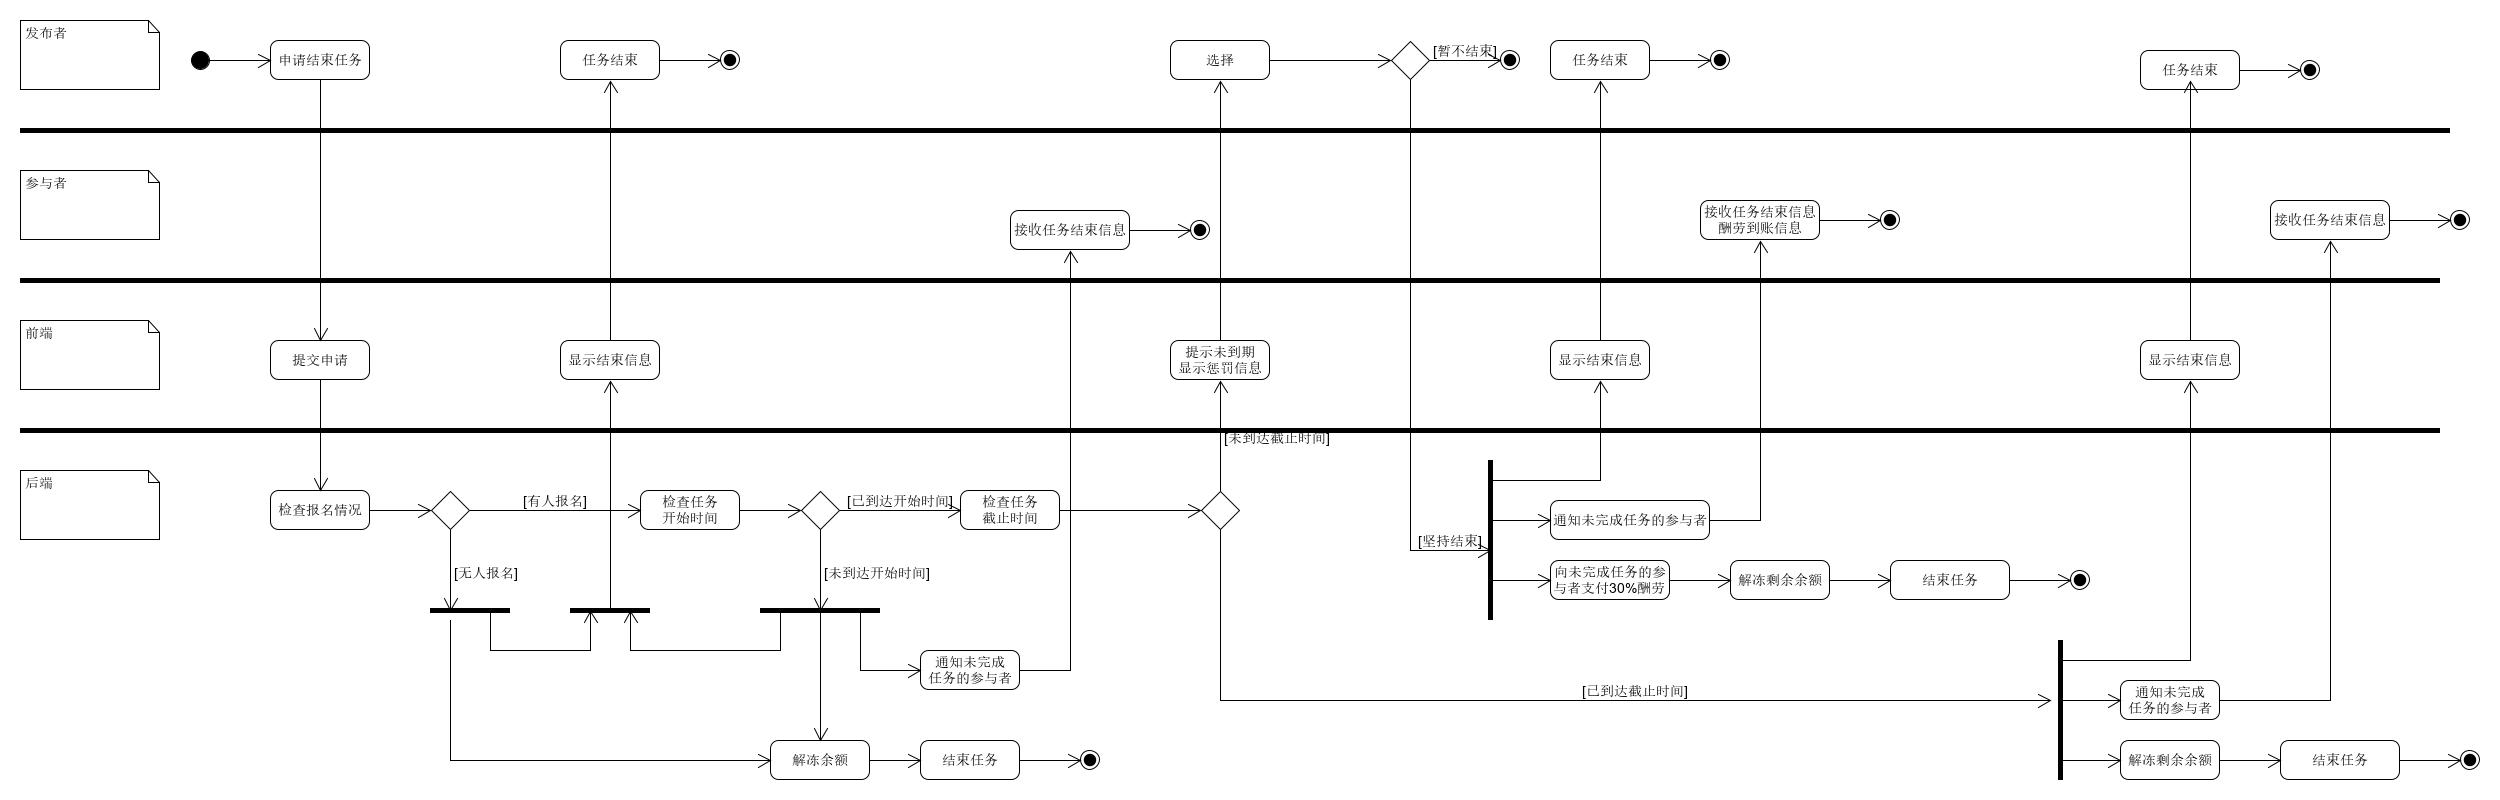 发布者
申请结束任务
任务结束
选择
[暂不结束]
任务结束
任务结束
参与者
接收任务结束信息
接收任务结束信息
酬劳到账信息
接收任务结束信息
前端
提交申请
显示结束信息
提示未到期
显示惩罚信息
显示结束信息
显示结束信息
[未到达截止时间]
后端
检查报名情况
[有人报名]
检查任务
开始时间
[已到达开始时间]
检查任务
截止时间
通知未完成任务的参与者
[坚持结束]
[无人报名]
[未到达开始时间]
向未完成任务的参
与者支付30%酬劳
解冻剩余余额
结束任务
通知未完成
任务的参与者
[已到达截止时间]
通知未完成
任务的参与者
解冻余额
结束任务
解冻剩余余额
结束任务